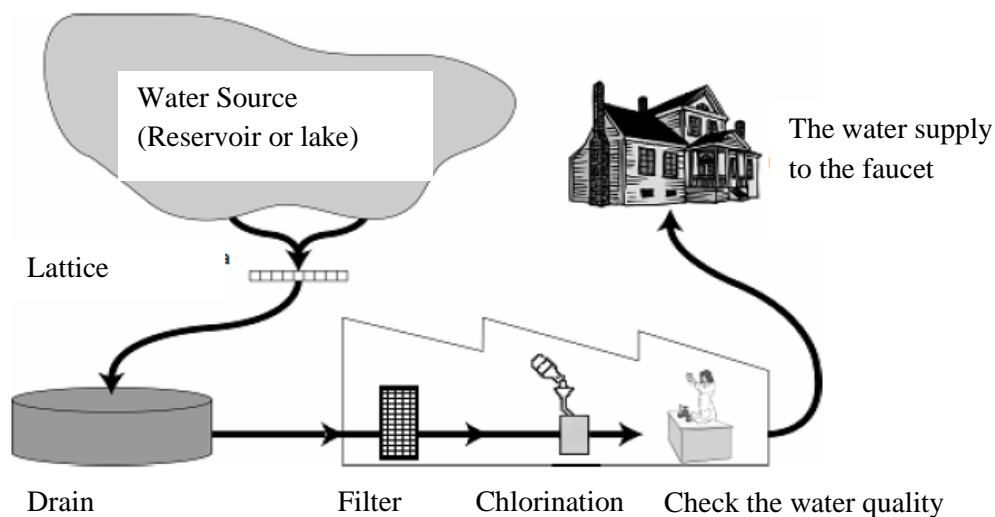 Water Source
(Reservoir or lake)
The water supply
to the faucet
Lattice
Drain
Filter
Chlorination
Check the water quality